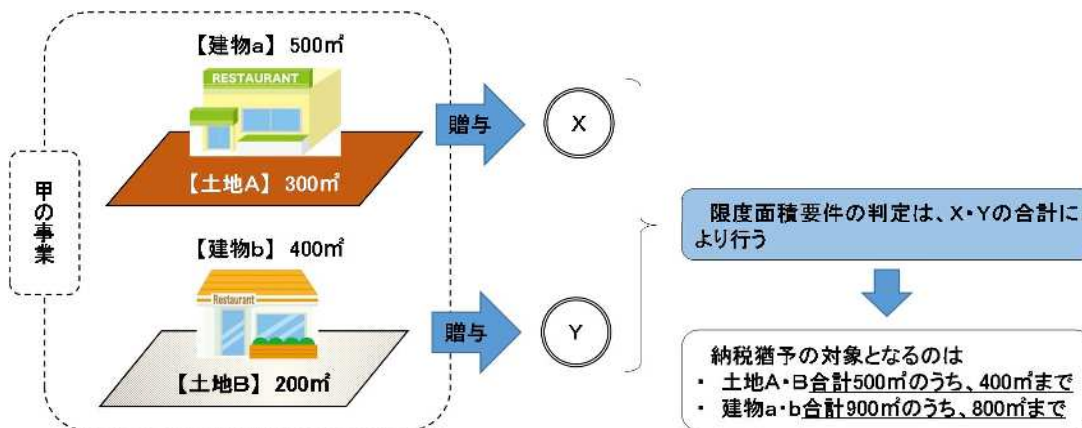 【建物a】 500㎡
RESTAURANT
【土地A】 300㎡
贈与
X
甲の事業
【建物b】 400㎡
Restaurant
【土地B】 200㎡
贈与
Y
限度面積要件の判定は、X・Yの合計に
より行う
納税猶予の対象となるのは
・ 土地A・B合計500㎡のうち、400㎡まで
・ 建物a・b合計900㎡のうち、800㎡まで